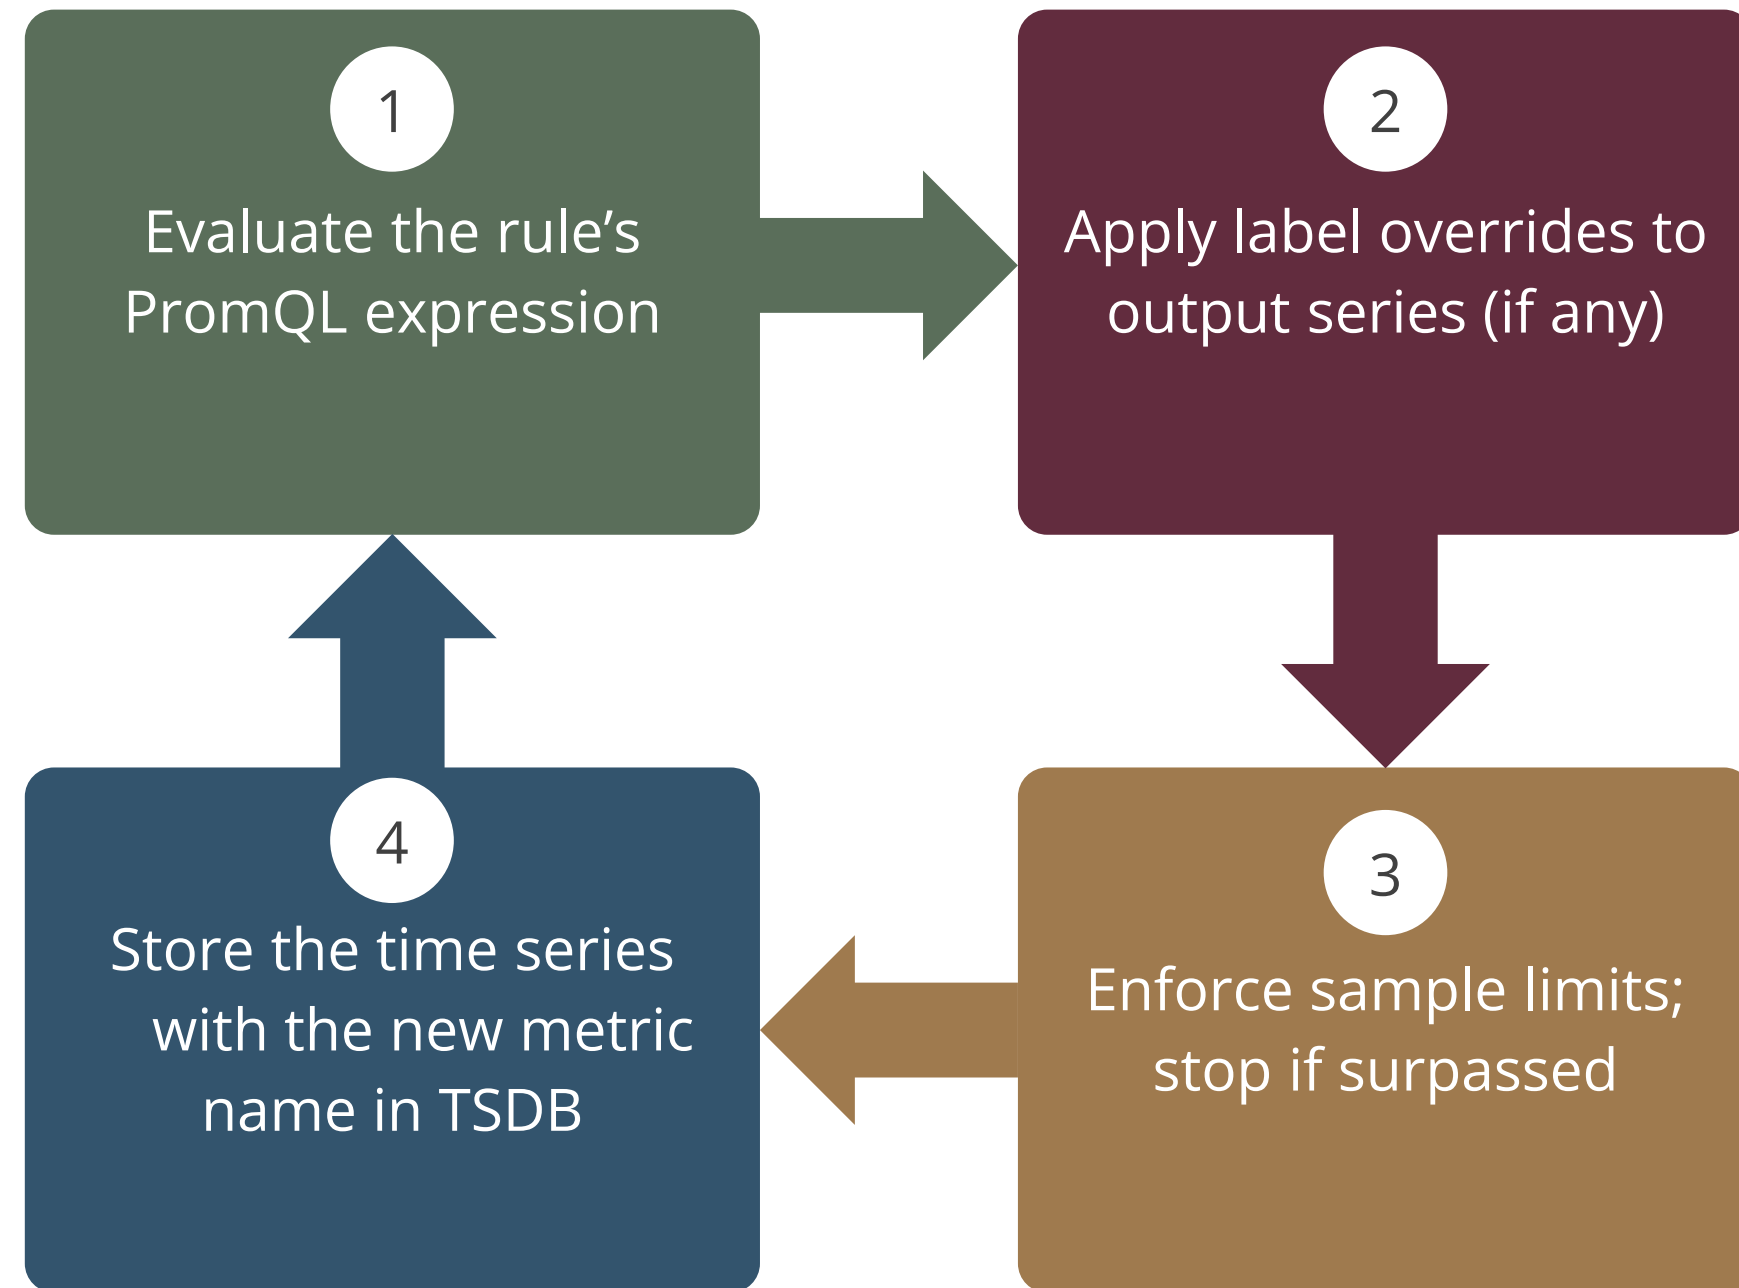 1
Evaluate the rule’s
PromQL expression
2
Apply label overrides to
output series (if any)
3
Enforce sample limits;
stop if surpassed
4
Store the time series
with the new metric
name in TSDB